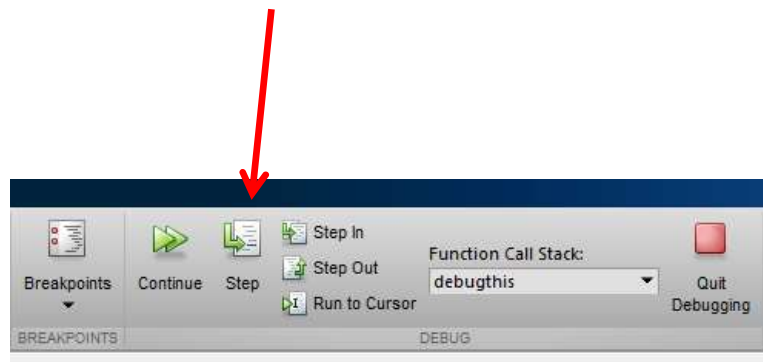 Step In
Function Call Stack:
Step Out
debugthis
Breakpoints
Continue
Step
Run to Cursor
Quit
Debugging
BREAKPOINTS
DEBUG